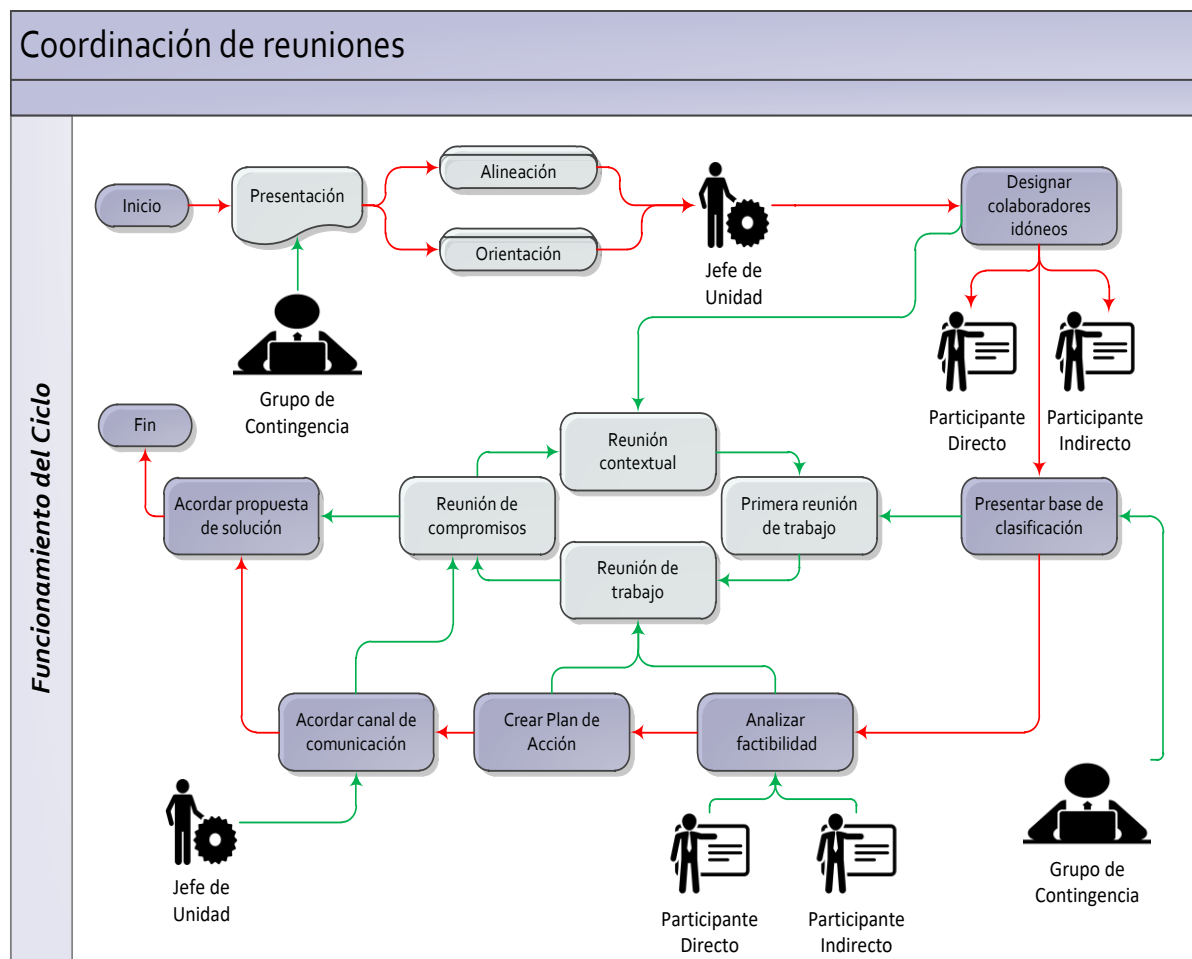 Coordinación de reuniones
Funcionamiento del Ciclo
Inicio
Presentación
Alineación
Orientación
Jefe de
Unidad
Designar
colaboradores
idóneos
Grupo de
Contingencia
Participante
Directo
Participante
Indirecto
Fin
Reunión
contextual
Acordar propuesta
de solución
Reunión de
compromisos
Primera reunión
de trabajo
Presentar base de
clasificación
Reunión de
trabajo
Acordar canal de
comunicación
Crear Plan de
Acción
Analizar
factibilidad
Jefe de
Unidad
Participante
Directo
Participante
Indirecto
Grupo de
Contingencia